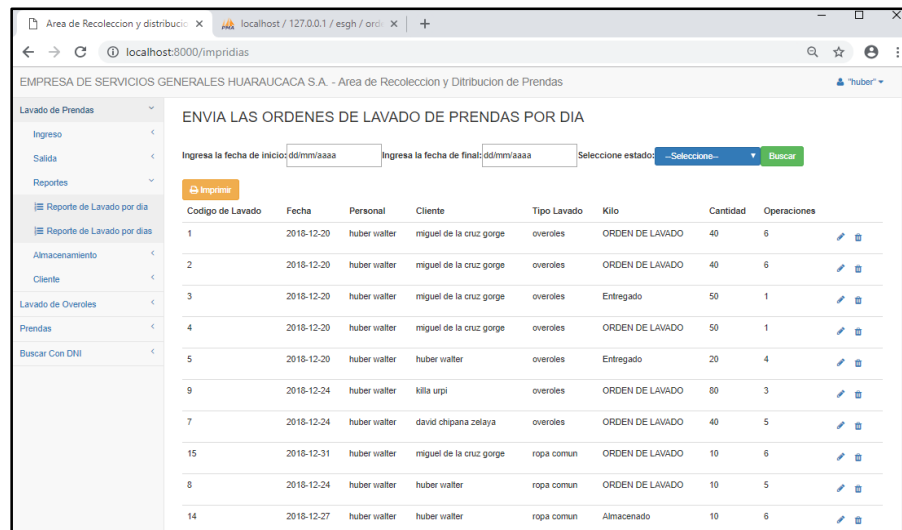 Area de Recoleccion y distribucic
localhost / 127.0.0.1 / esgh / orde
localhost:8000/impridias
EMPRESA DE SERVICIOS GENERALES HUARAUCACA S.A. - Area de Recoleccion y Ditribucion de Prendas "huber"
Lavado de Prendas
Ingreso
Salida
Reportes
Reporte de Lavado por dia
Reporte de Lavado por dias
Almacenamiento
Cliente
Lavado de Overoles
Prendas
Buscar Con DNI
ENVIA LAS ORDENES DE LAVADO DE PRENDAS POR DIA
Ingresa la fecha de inicio: dd/mm/aaaa Ingresa la fecha de final: dd/mm/aaaa Seleccione estado: --Seleccione-- Buscar
Imprimir
Codigo de Lavado Fecha Personal Cliente Tipo Lavado Kilo Cantidad Operaciones
1 2018-12-20 huber walter miguel de la cruz gorge overoles ORDEN DE LAVADO 40 6
2 2018-12-20 huber walter miguel de la cruz gorge overoles ORDEN DE LAVADO 40 6
3 2018-12-20 huber walter miguel de la cruz gorge overoles Entregado 50 1
4 2018-12-20 huber walter miguel de la cruz gorge overoles ORDEN DE LAVADO 50 1
5 2018-12-20 huber walter huber walter overoles Entregado 20 4
9 2018-12-24 huber walter killa urpi overoles ORDEN DE LAVADO 80 3
7 2018-12-24 huber walter david chipana zelaya overoles ORDEN DE LAVADO 40 5
15 2018-12-31 huber walter miguel de la cruz gorge ropa comun ORDEN DE LAVADO 10 6
8 2018-12-24 huber walter huber walter ropa comun ORDEN DE LAVADO 10 5
14 2018-12-27 huber walter huber walter ropa comun Almacenado 10 6